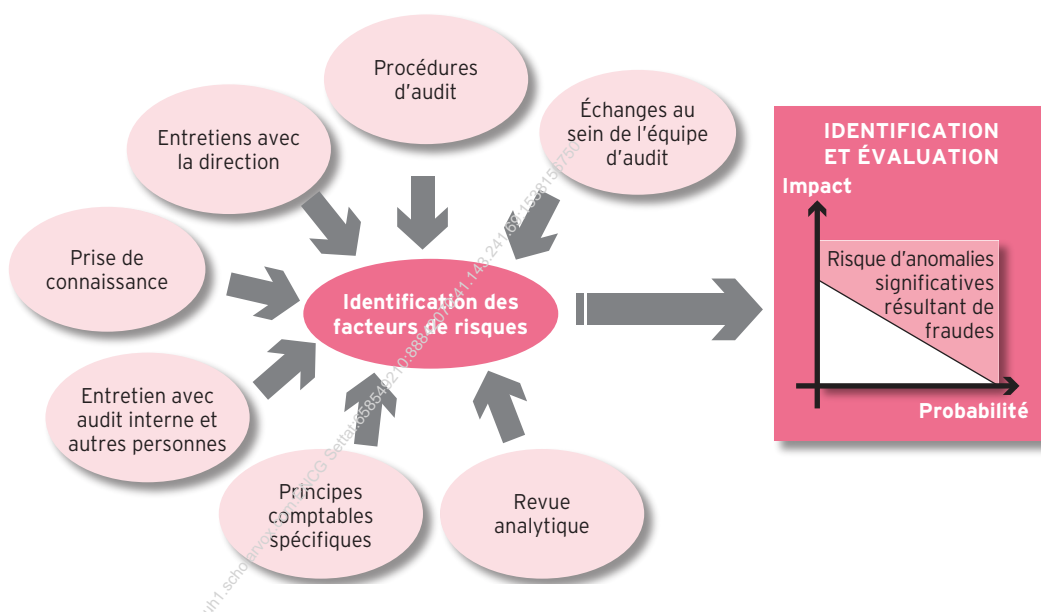 Procédures
d'audit
Échanges au
sein de l'équipe
d'audit
Entretiens avec
la direction
Prise de
connaissance
Entretien avec
audit interne et
autres personnes
Principes
comptables
spécifiques
Revue
analytique
Identification des
facteurs de risques
IDENTIFICATION
ET ÉVALUATION
Impact
Risque d'anomalies
significatives
résultant de
fraudes
Probabilité